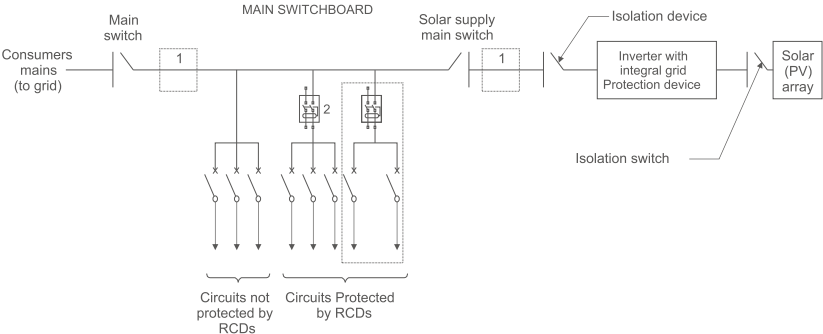 MAIN SWITCHBOARD
Main
switch
Solar supply
main switch
Isolation device
Consumers
mains
(to grid)
1
1
Inverter with
integral grid
Protection device
Solar
(PV)
array
2
Isolation switch
Circuits not
protected by
RCDs
Circuits Protected
by RCDs